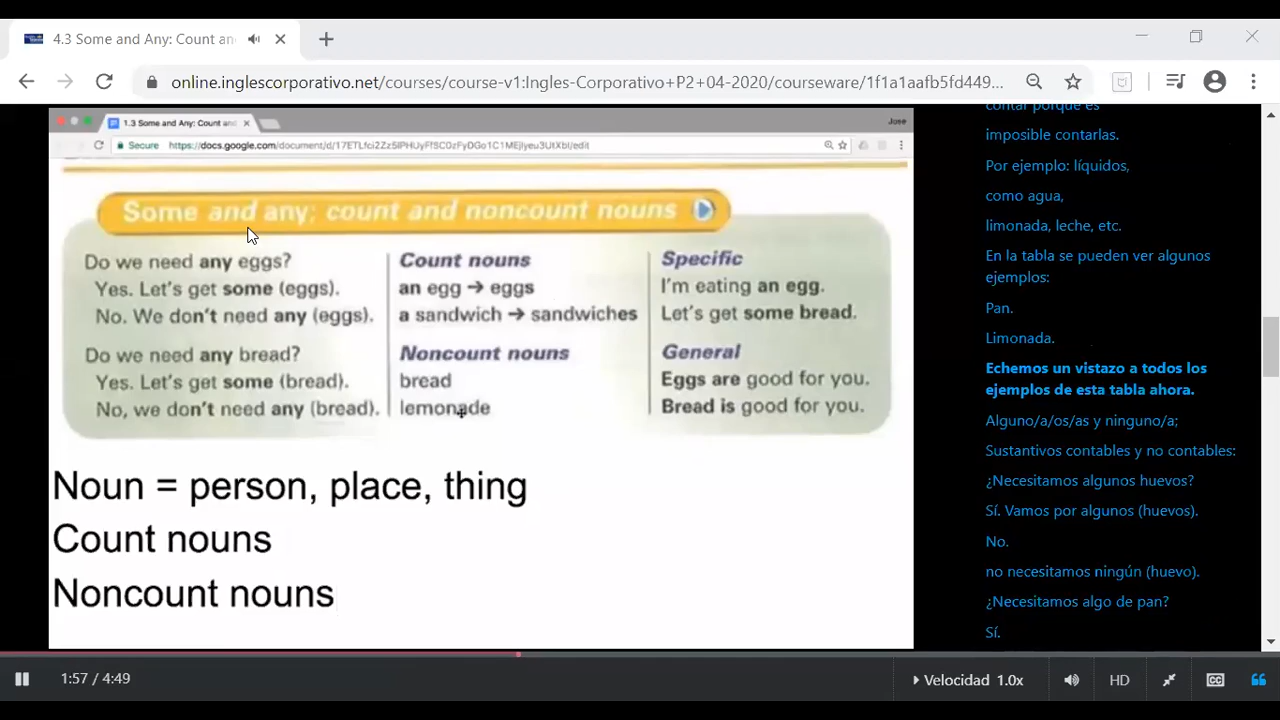 4.3 Some and Any: Count an
online.inglescorporativo.net/courses/course-v1:Ingles-Corporativo+P2+04-2020/courseware/1f1a1aafb5fd449...
1.3 Some and Any: Count an
Jose
Secure
Some and any; count and noncount nouns
Do we need any eggs?
Yes. Let's get some (eggs).
No. We don't need any (eggs).
Do we need any bread?
Yes. Let's get some (bread).
No, we don't need any (bread).
Count nouns
an egg → eggs
a sandwich → sandwiches
Noncount nouns
bread
lemonade
Specific
I'm eating an egg.
Let's get some bread.
General
Eggs are good for you.
Bread is good for you.
Noun = person, place, thing
Count nouns
Noncount nouns
contar porque es
imposible contarlas.
Por ejemplo: líquidos,
como agua,
limonada, leche, etc.
En la tabla se pueden ver algunos
ejemplos:
Pan.
Limonada.
Echemos un vistazo a todos los
ejemplos de esta tabla ahora.
Alguno/a/os/as y ninguno/a;
Sustantivos contables y no contables:
¿Necesitamos algunos huevos?
Sí. Vamos por algunos (huevos).
No.
no necesitamos ningún (huevo).
¿Necesitamos algo de pan?
Sí.
1:57 / 4:49
Velocidad 1.0x
HD
CC